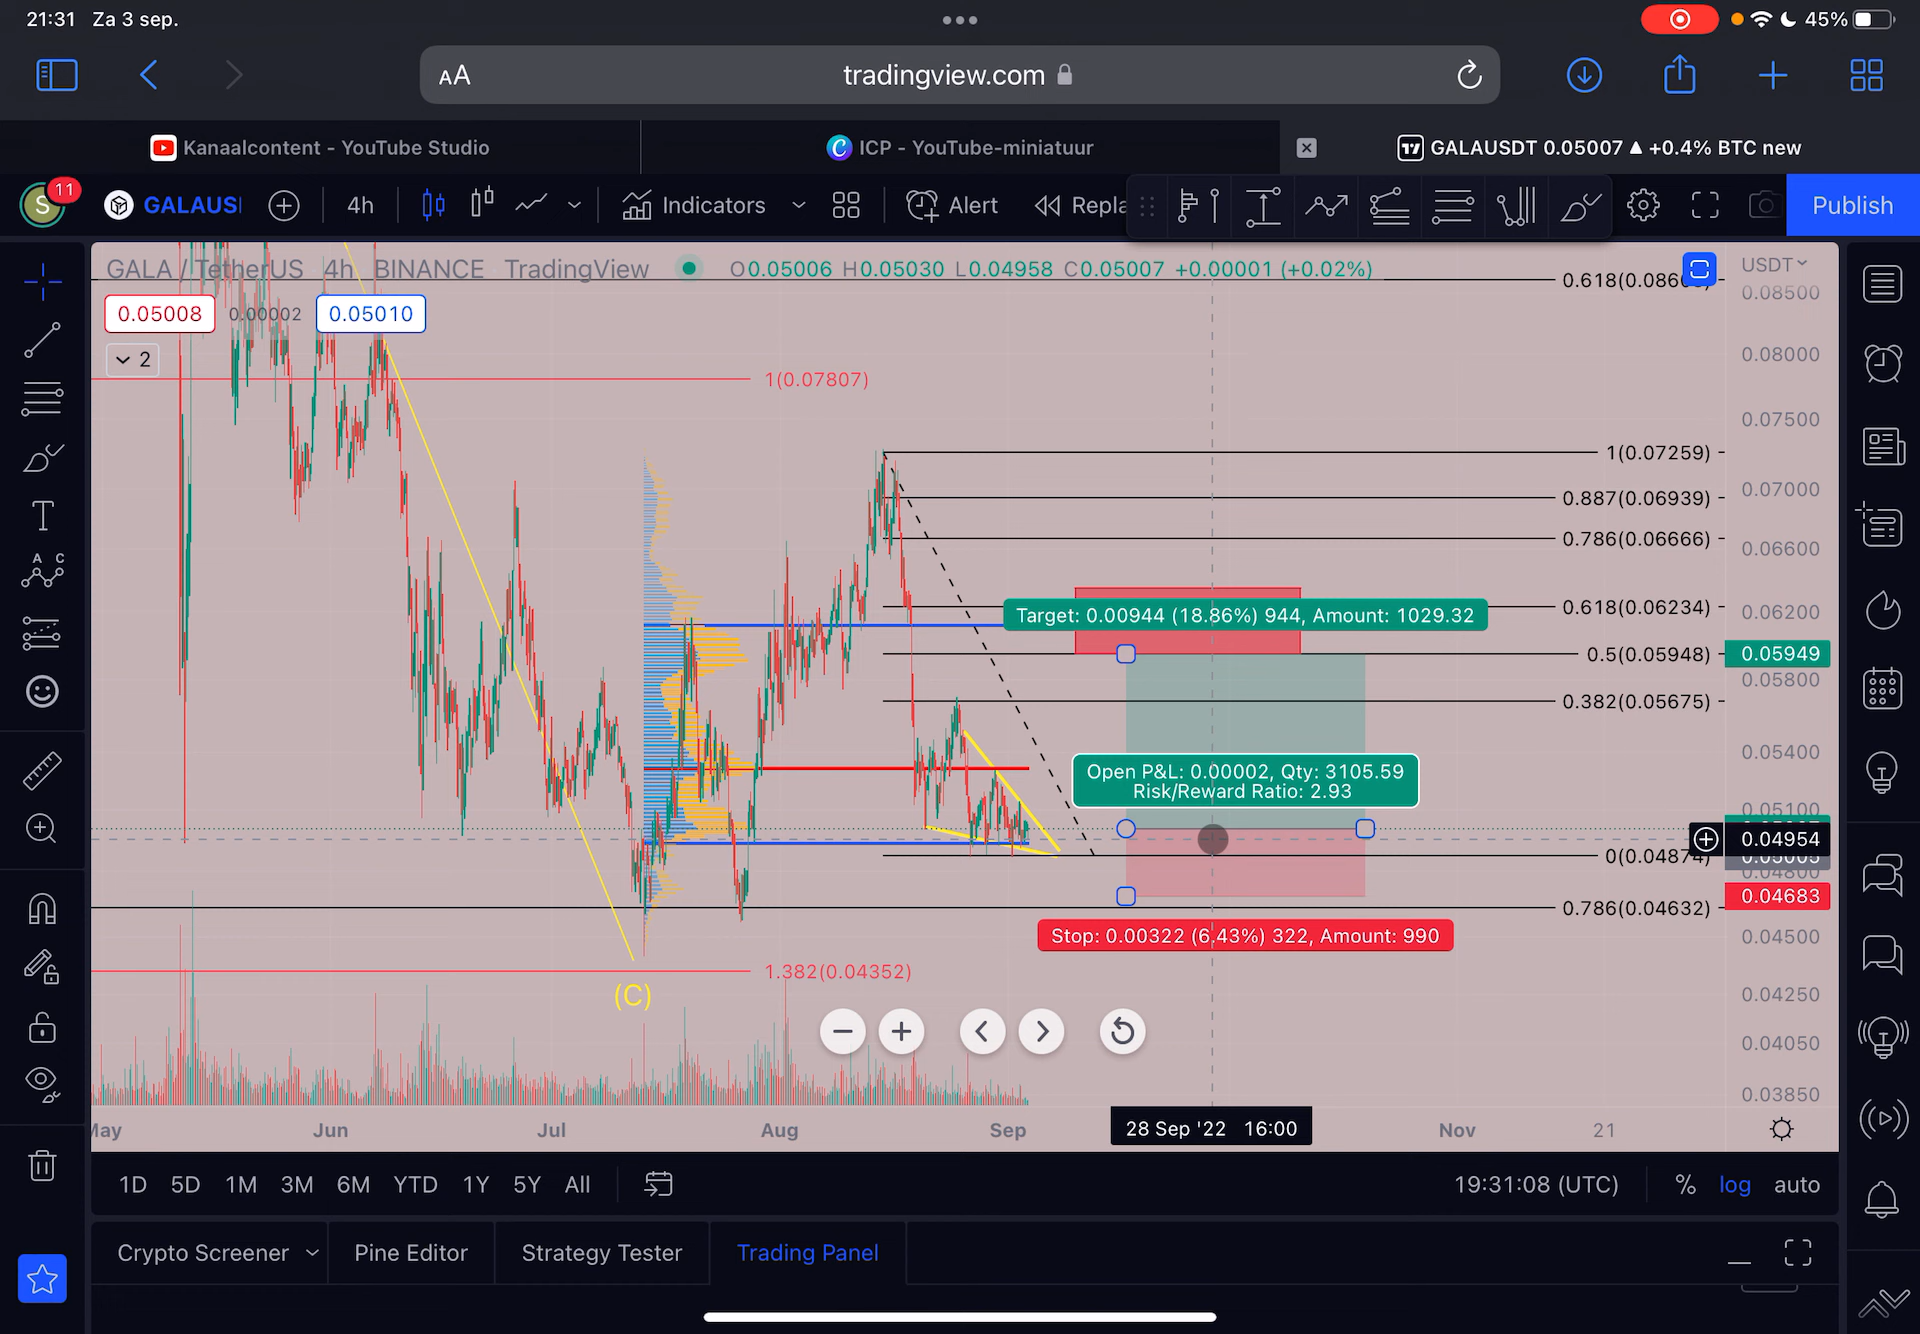 21:31 Za 3 sep.
45%
AA
tradingview.com
Kanaalcontent - YouTube Studio
ICP - YouTube-miniatuur
GALAUSDT 0.05007 ▲ +0.4% BTC new
S
11
GALAUS
4h
Indicators
Alert
Repla
Publish
GALA / TetherUS 4h BINANCE TradingView
O0.05006 H0.05030 L0.04958 C0.05007 +0.00001 (+0.02%)
0.05008 0.00002 0.05010
2
USDT
0.08500
0.08000
0.07500
0.07000
0.06600
0.06200
0.05949
0.05800
0.05400
0.05100
0.04954
0.04800
0.04683
0.04500
0.04250
0.04050
0.03850
1(0.07807)
1(0.07259)
0.887(0.06939)
0.786(0.06666)
0.618(0.06234)
0.5(0.05948)
0.382(0.05675)
0(0.04874)
0.786(0.04632)
1.382(0.04352)
Target: 0.00944 (18.86%) 944, Amount: 1029.32
Open P&L: 0.00002, Qty: 3105.59
Risk/Reward Ratio: 2.93
Stop: 0.00322 (6.43%) 322, Amount: 990
(C)
Jun Jul Aug Sep 28 Sep '22 16:00 Nov 21
1D 5D 1M 3M 6M YTD 1Y 5Y All
19:31:08 (UTC) % log auto
Crypto Screener Pine Editor Strategy Tester Trading Panel